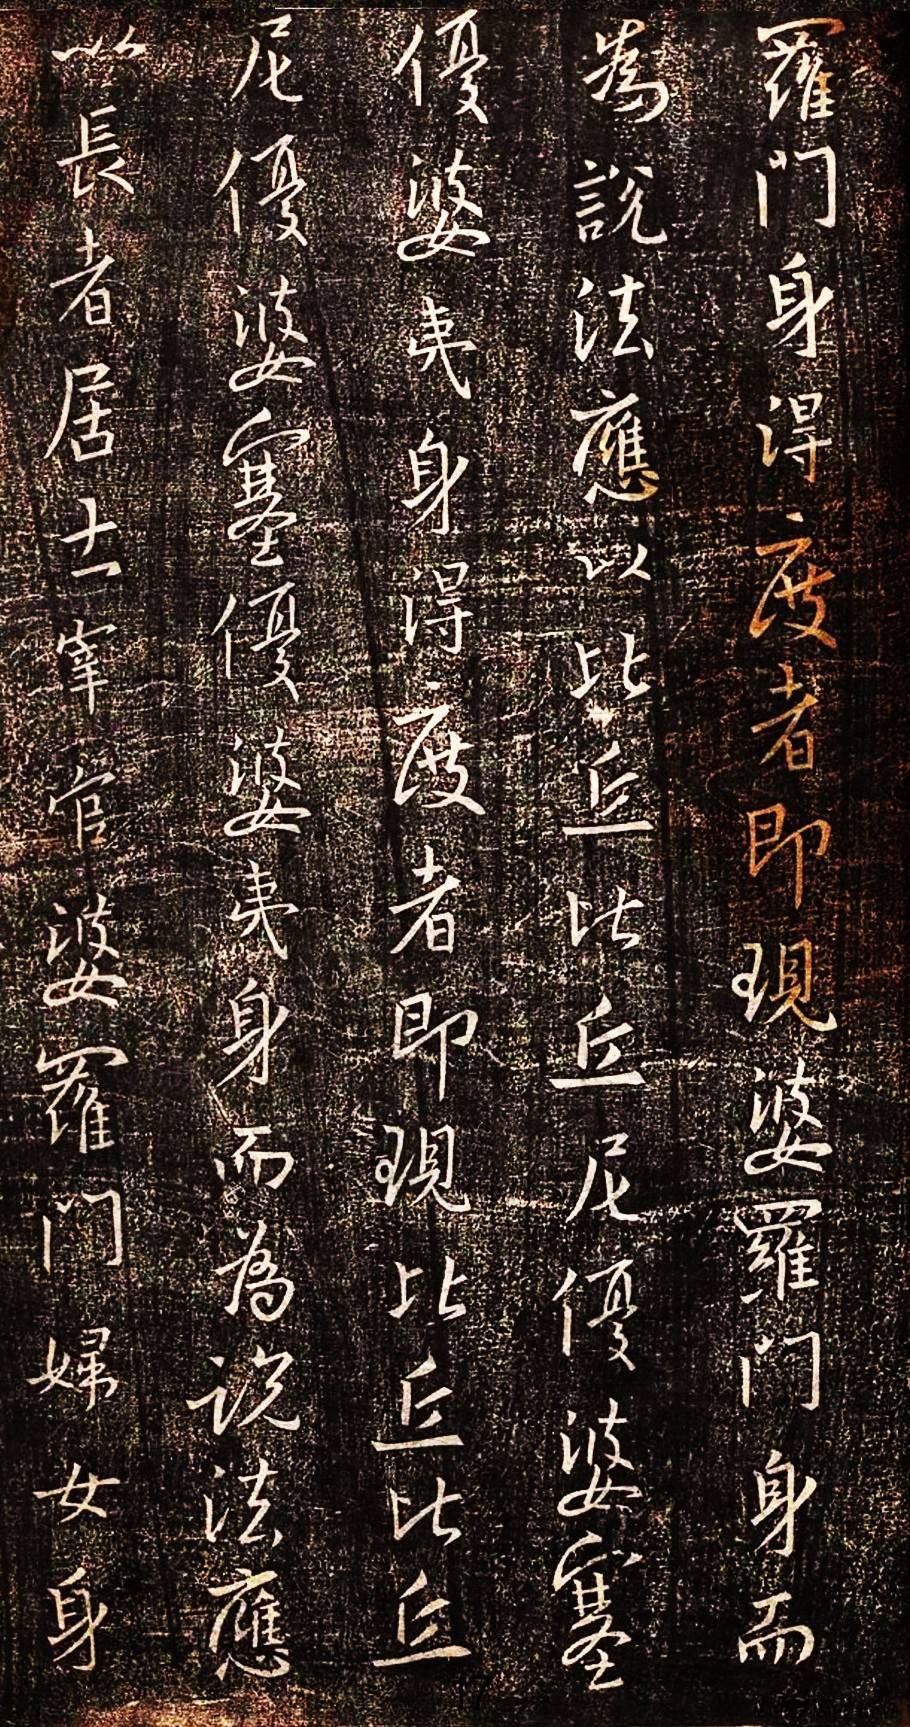 羅門身得度者即現婆羅門身而
為說法應以比丘比丘尼優婆塞
優婆夷身得度者即現比丘比丘
尼優婆塞優婆夷身而為說法應
以長者居士宰官婆羅門婦女身